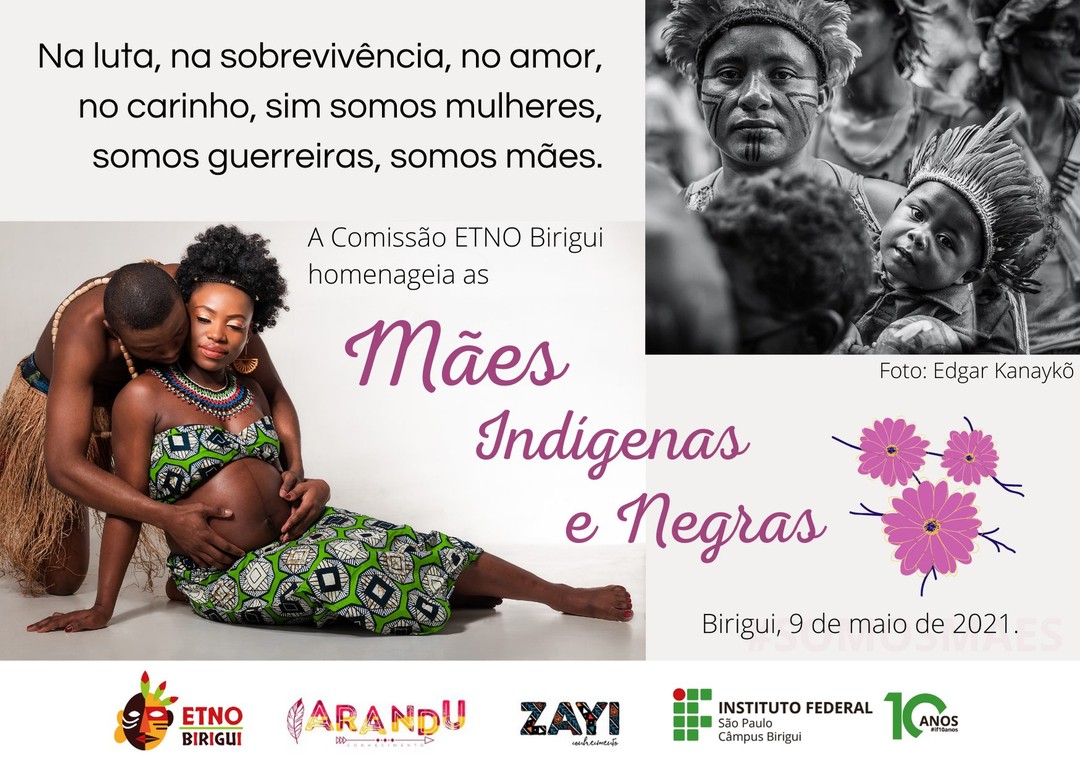 Na luta, na sobrevivência, no amor,
no carinho, sim somos mulheres,
somos guerreiras, somos mães.
A Comissão ETNO Birigui
homenageia as
Mães
Indígenas
e Negras
Foto: Edgar Kanaykõ
Birigui, 9 de maio de 2021.
#SOMOSMÃES
ETNO
BIRIGUI
ARANDU
CONHECIMENTO
ZAYI
conhecimento
INSTITUTO FEDERAL
São Paulo
Câmpus Birigui
10 ANOS
#if10anos